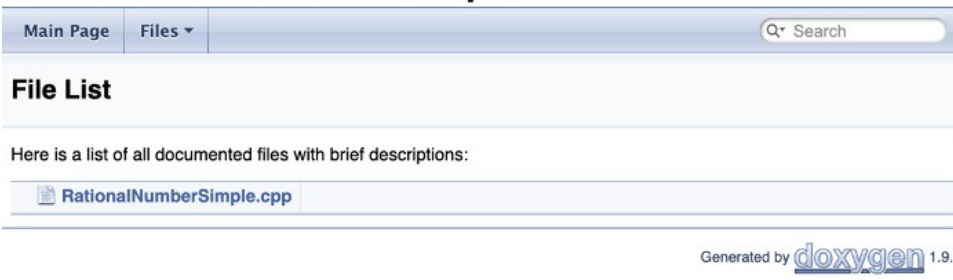 Main Page Files
Search
File List
Here is a list of all documented files with brief descriptions:
RationalNumberSimple.cpp
Generated by doxygen 1.9.